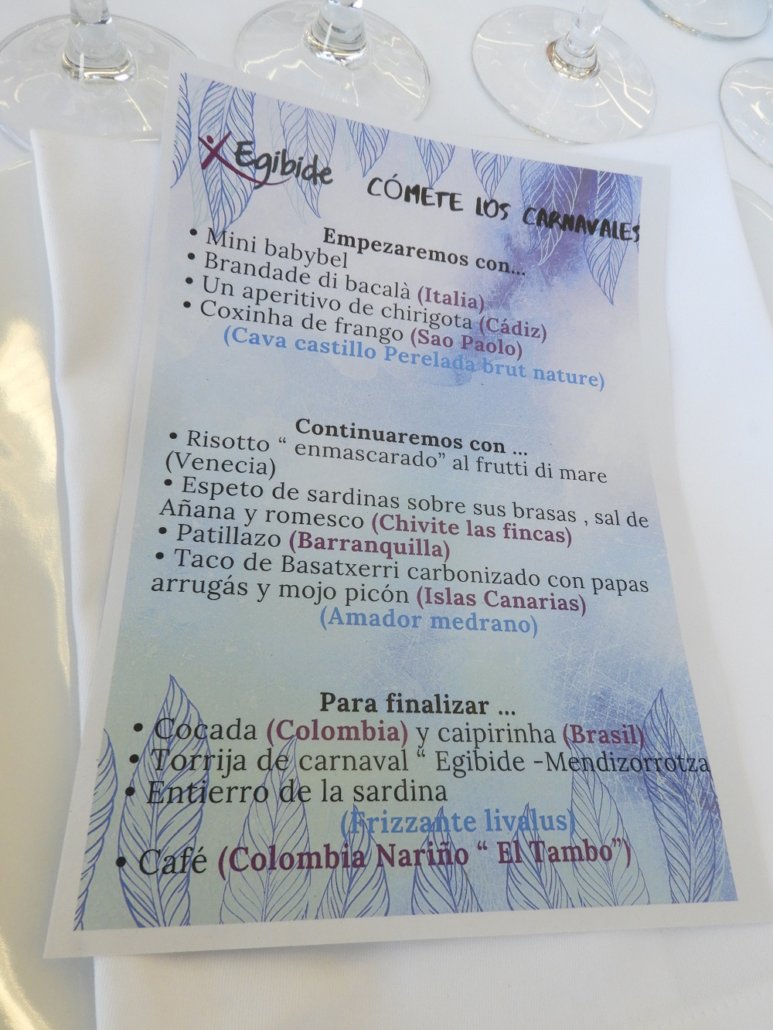 Egibide CÓMETE LOS CARNAVALES
Empezaremos con...
• Mini babybel
• Brandade di bacalà (Italia)
• Un aperitivo de chirigota (Cádiz)
• Coxinha de frango (Sao Paolo)
(Cava castillo Perelada brut nature)
Continuaremos con ...
• Risotto “ enmascarado” al frutti di mare
(Venecia)
• Espeto de sardinas sobre sus brasas , sal de
Añana y romesco (Chivite las fincas)
• Patillazo (Barranquilla)
• Taco de Basatxerri carbonizado con papas
arrugás y mojo picón (Islas Canarias)
(Amador medrano)
Para finalizar ...
• Cocada (Colombia) y caipirinha (Brasil)
• Torrija de carnaval “ Egibide -Mendizorrotza
• Entierro de la sardina
(Frizzante livalus)
• Café (Colombia Nariño “ El Tambo”)